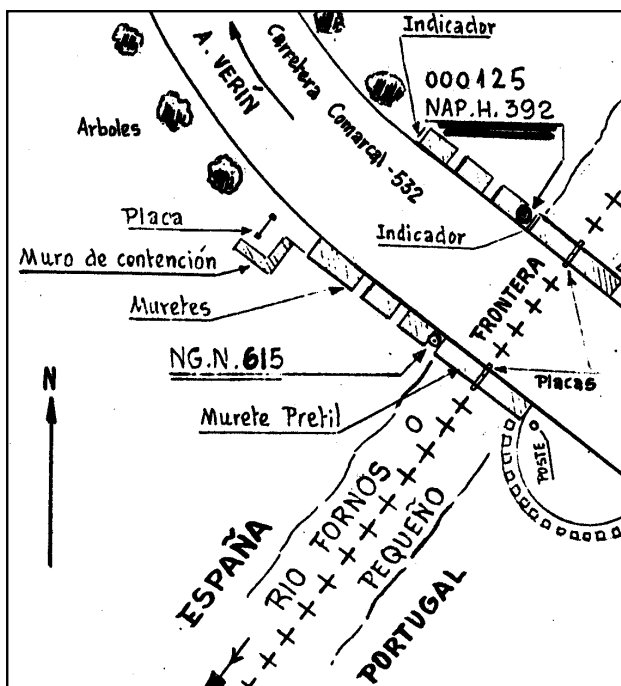 Indicador
000125
NAP.H.392
A. VERÍN
Carretera Comarcal-532
Arboles
Placa
Indicador
Muro de contención
FRONTERA
Muretes
N
NG.N.615
Placas
Murete Pretil
POSTE
RIO FORNOS O
PEQUEÑO
ESPAÑA
PORTUGAL